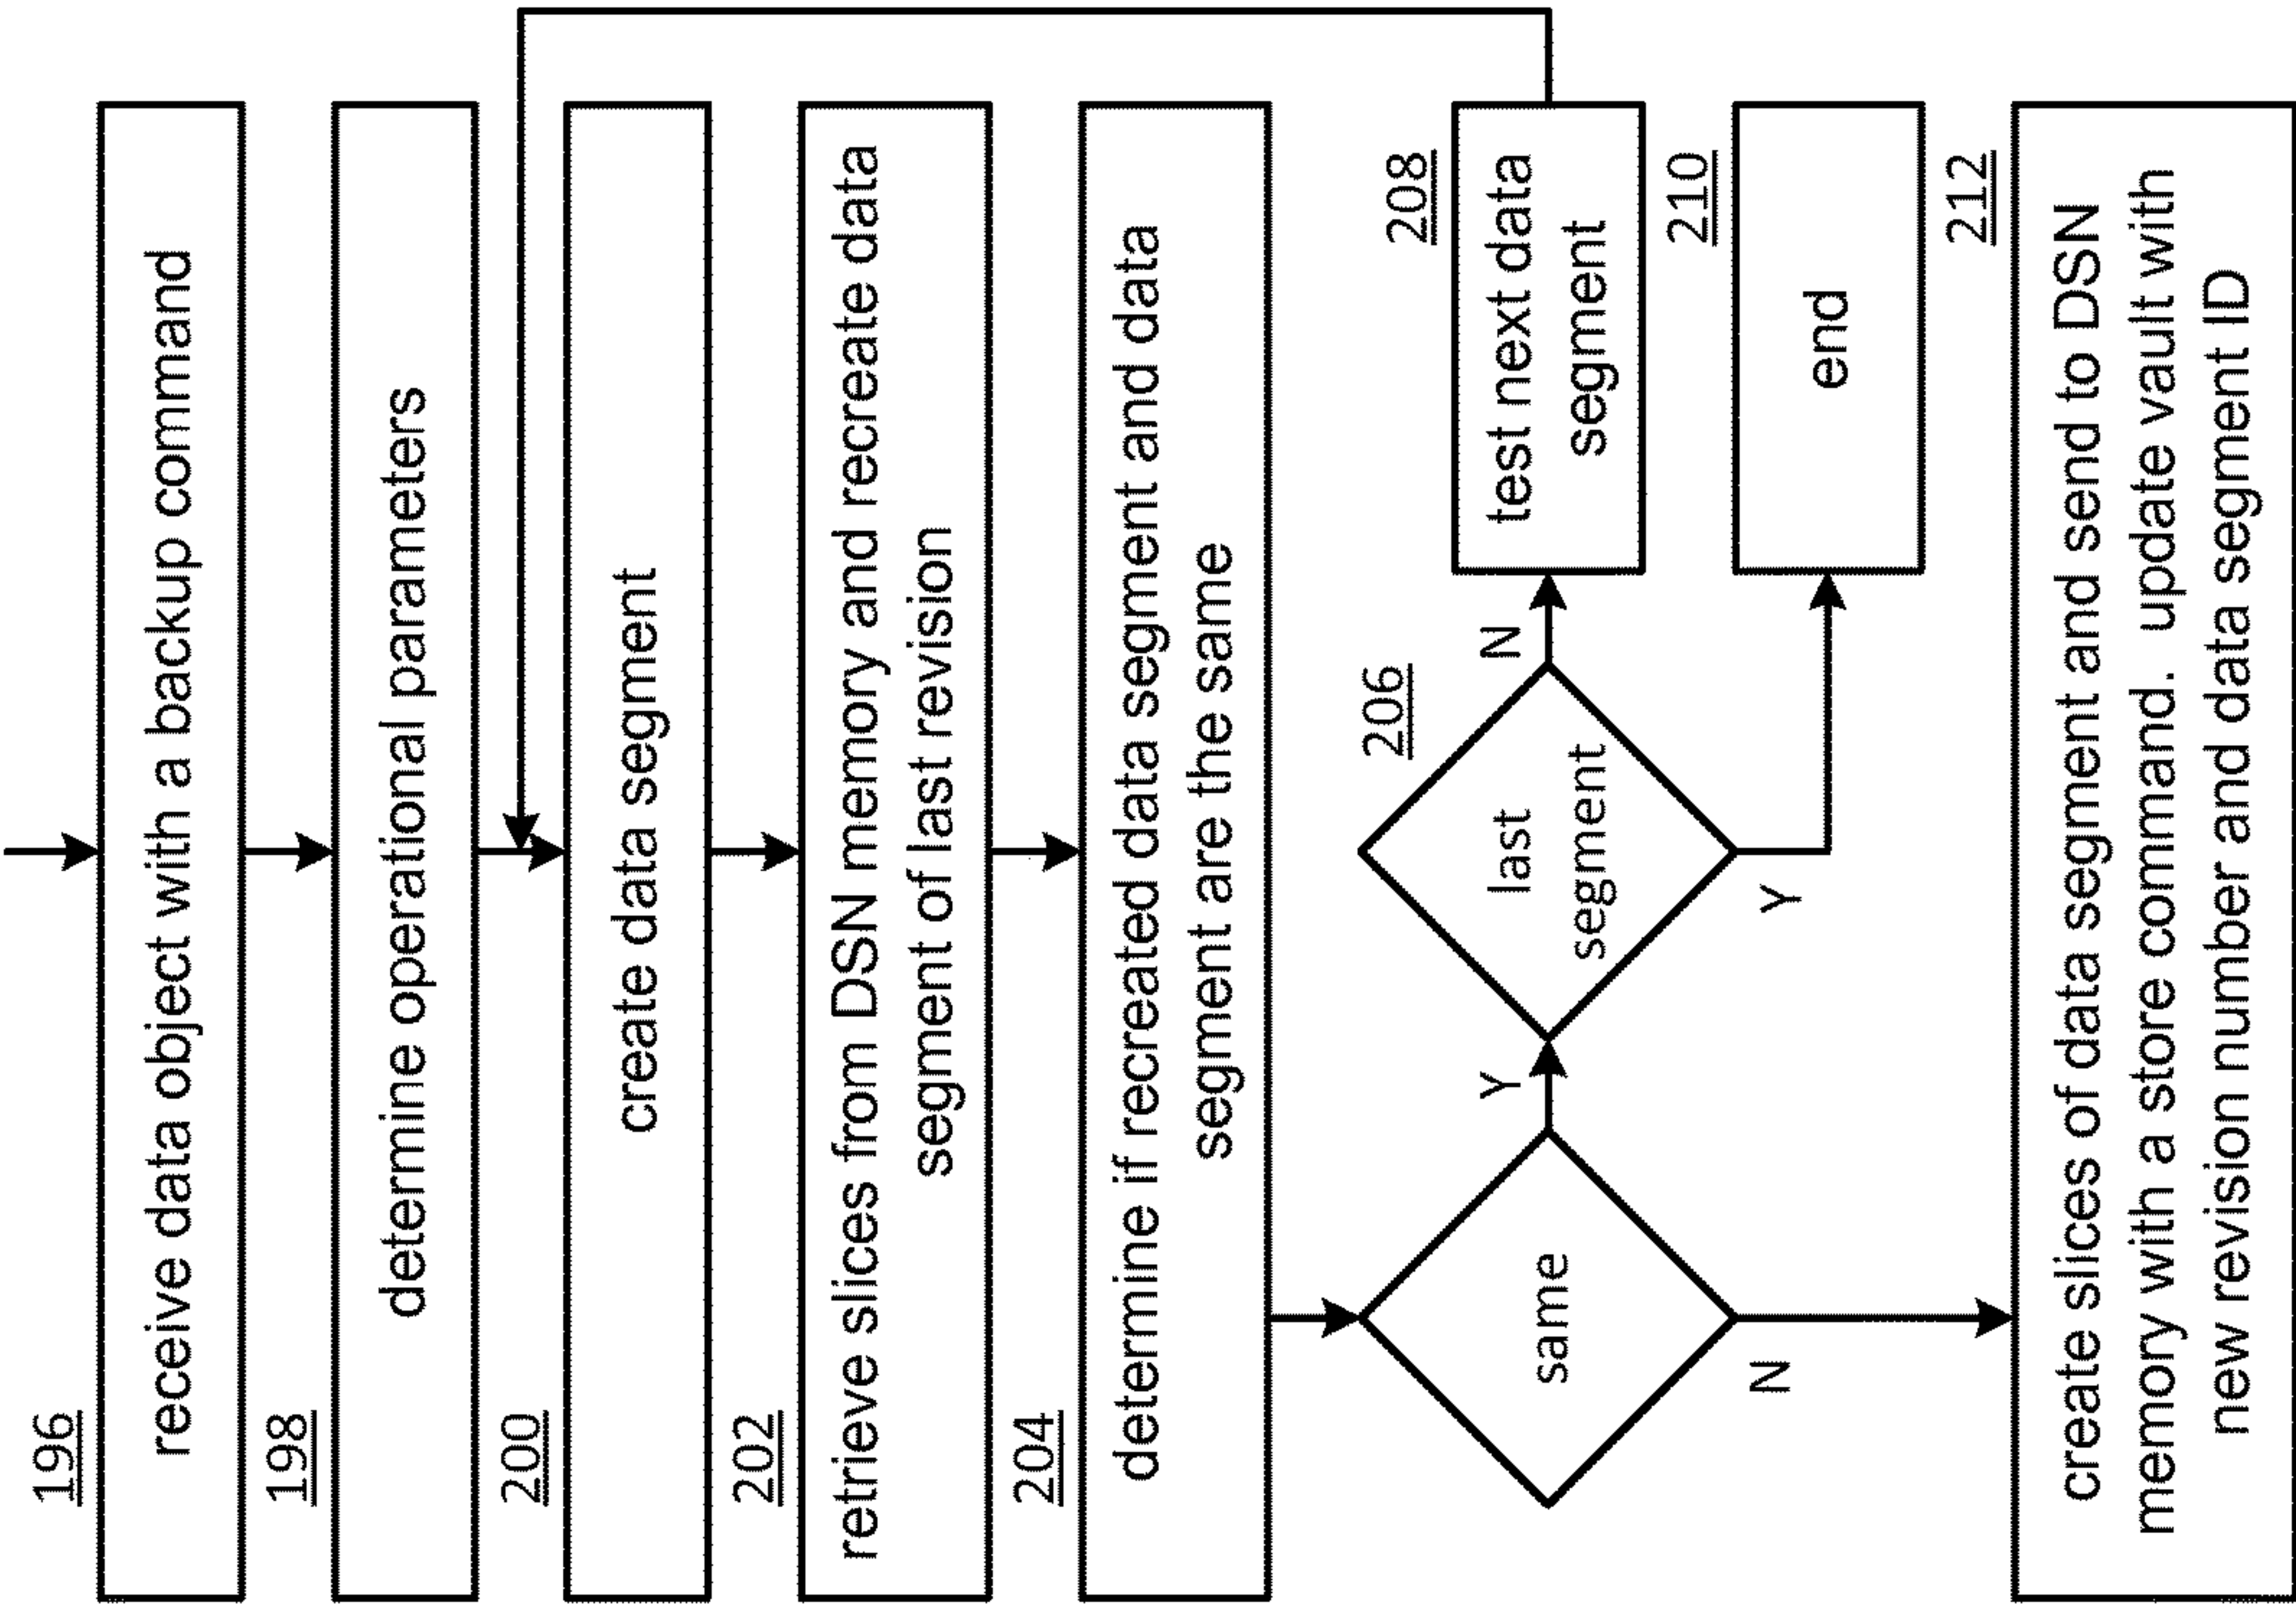 196
receive data object with a backup command
198
determine operational parameters
200
create data segment
202
retrieve slices from DSN memory and recreate data
segment of last revision
204
determine if recreated data segment and data
segment are the same
same
Y
N
206
last
segment
N
Y
208
test next data
segment
210
end
212
create slices of data segment and send to DSN
memory with a store command. update vault with
new revision number and data segment ID